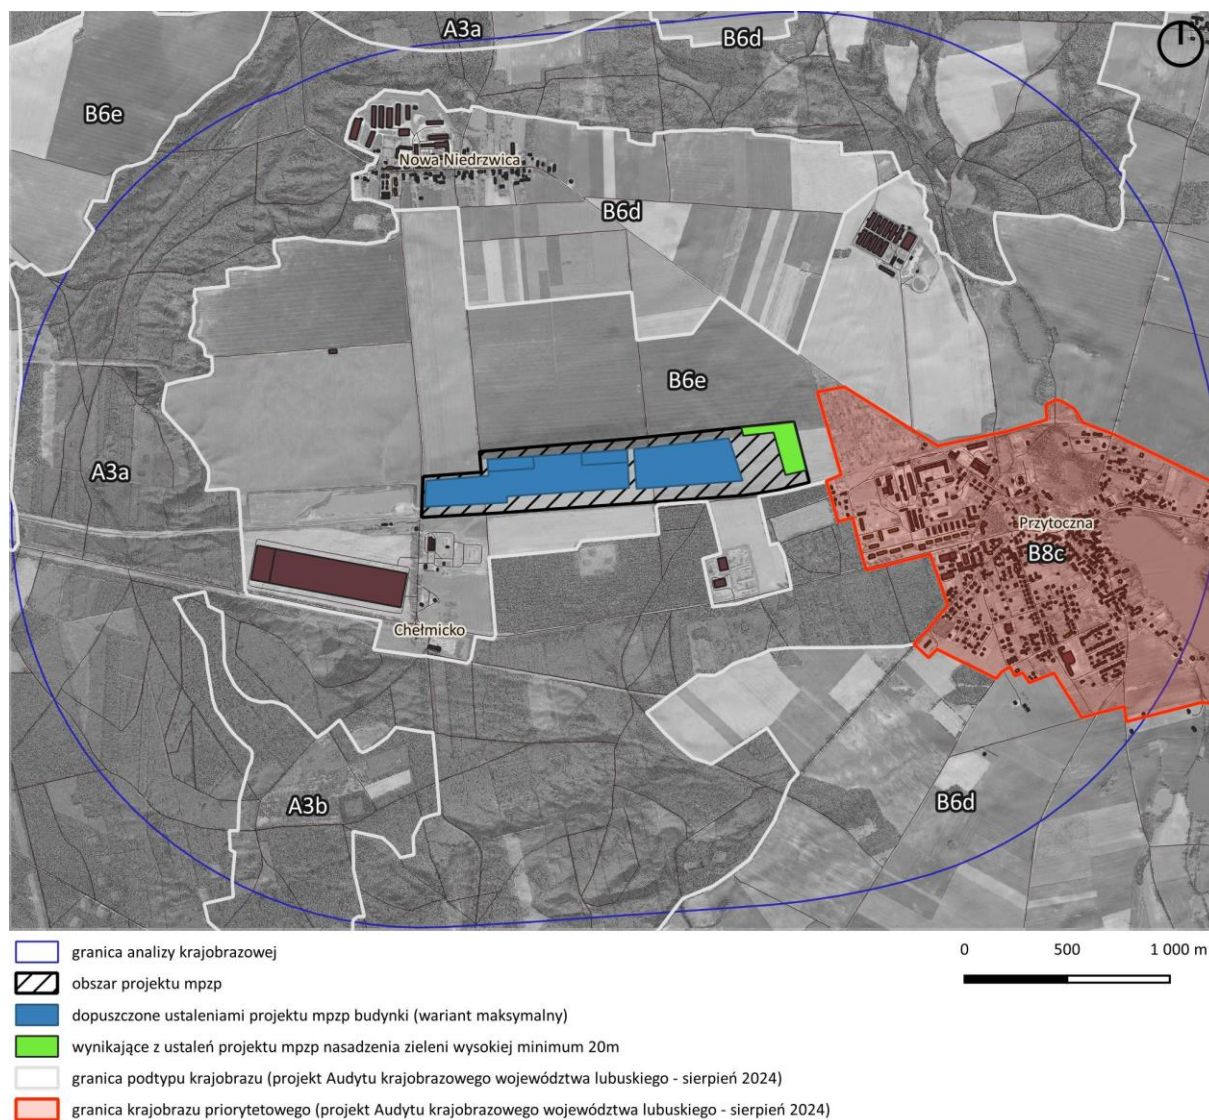 A3a
B6d
B6e
Nowa Niedrzwica
B6d
B6e
A3a
Przytoczna
B8c
Chełmicko
A3b
B6d
granica analizy krajobrazowej
0 500 1 000 m
obszar projektu mpzp
dopuszczone ustaleniami projektu mpzp budynki (wariant maksymalny)
wynikające z ustaleń projektu mpzp nasadzenia zieleni wysokiej minimum 20m
granica podtypu krajobrazu (projekt Audytu krajobrazowego województwa lubuskiego - sierpień 2024)
granica krajobrazu priorytetowego (projekt Audytu krajobrazowego województwa lubuskiego - sierpień 2024)